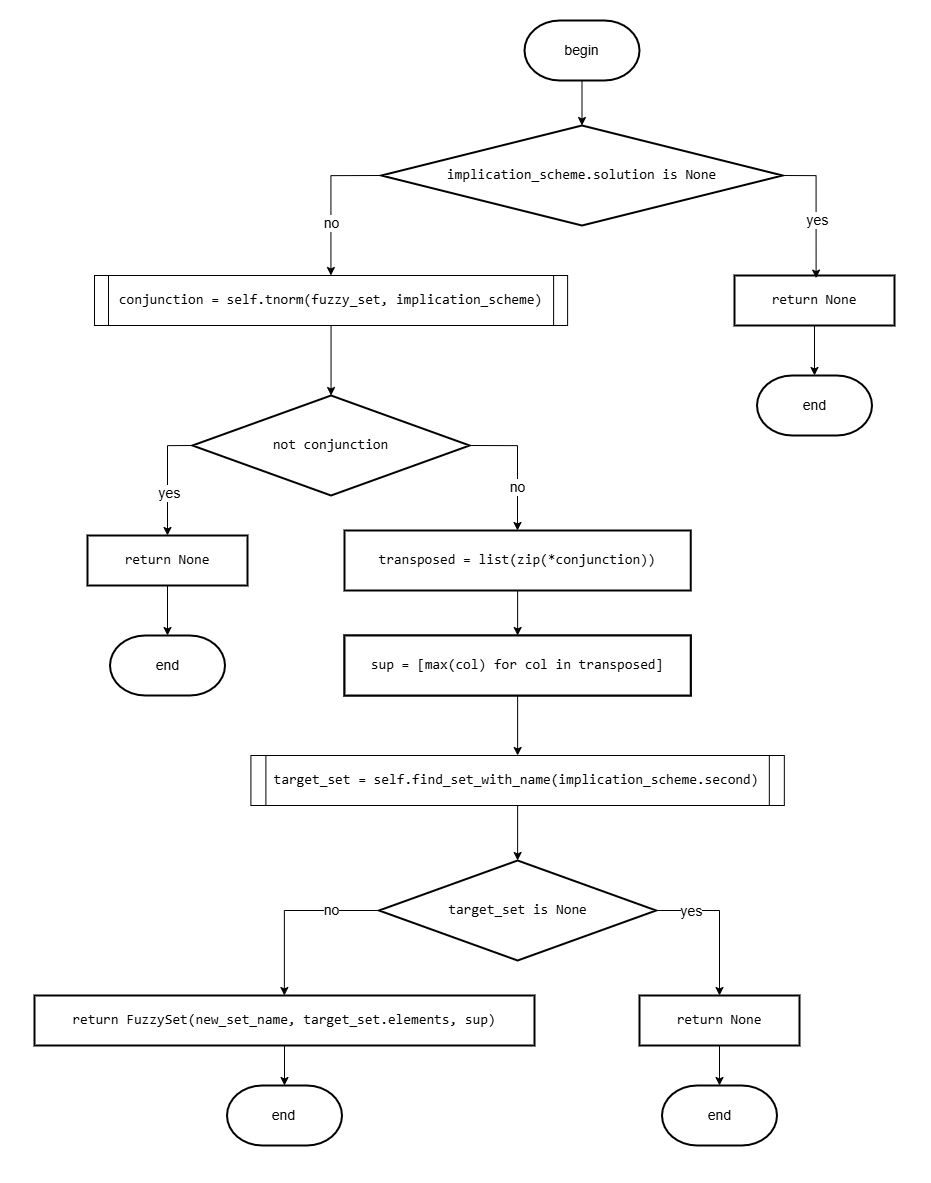 begin
implication_scheme.solution is None
no
yes
conjunction = self.tnorm(fuzzy_set, implication_scheme)
return None
end
not conjunction
yes
no
return None
transposed = list(zip(*conjunction))
end
sup = [max(col) for col in transposed]
target_set = self.find_set_with_name(implication_scheme.second)
target_set is None
no
yes
return FuzzySet(new_set_name, target_set.elements, sup)
return None
end
end